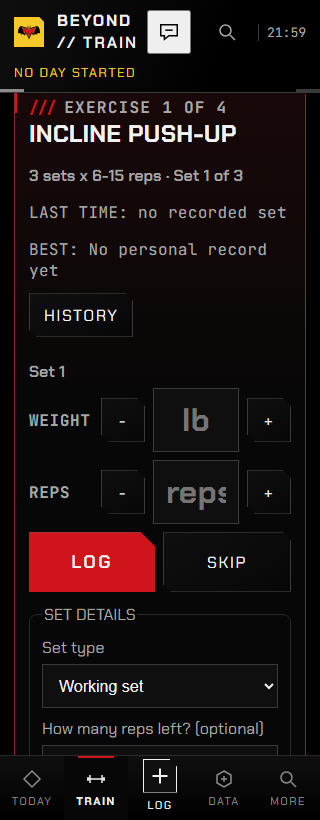 BEYOND
// TRAIN
21:59
NO DAY STARTED
/// EXERCISE 1 OF 4
INCLINE PUSH-UP
3 sets x 6-15 reps · Set 1 of 3
LAST TIME: no recorded set
BEST: No personal record
yet
HISTORY
Set 1
WEIGHT - lb +
REPS - reps +
LOG SKIP
SET DETAILS
Set type
Working set
How many reps left? (optional)
TODAY TRAIN LOG DATA MORE